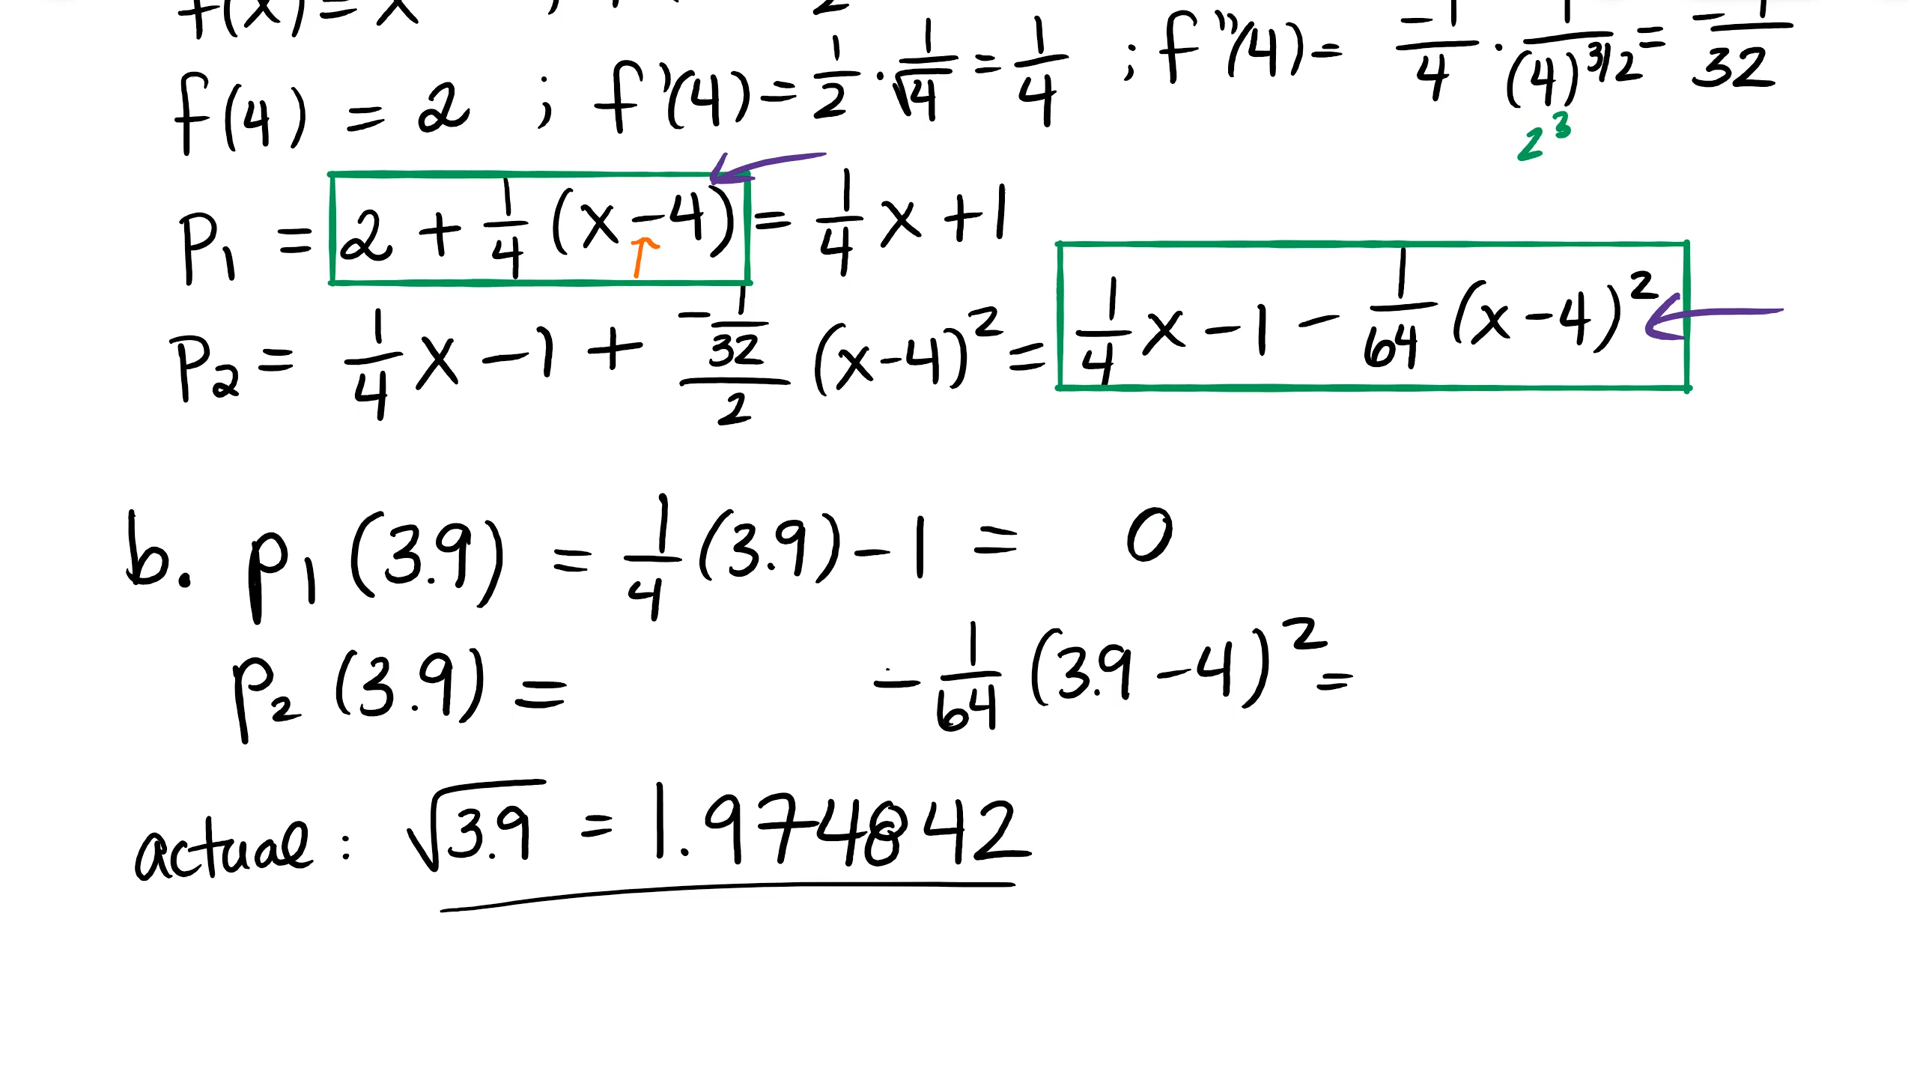 f(x) = x ;
f(4) = 2 ; f'(4) = 1/2 · 1/√4 = 1/4 ; f''(4) = -1/4 · 1/(4)^3/2 = -1/32
2^3
P1 = 2 + 1/4 (x-4) = 1/4 x + 1
P2 = 1/4 x - 1 + (-1/32)/2 (x-4)^2 = 1/4 x - 1 - 1/64 (x-4)^2
b. P1 (3.9) = 1/4 (3.9) - 1 = 0
P2 (3.9) = - 1/64 (3.9-4)^2 =
actual : √3.9 = 1.974842